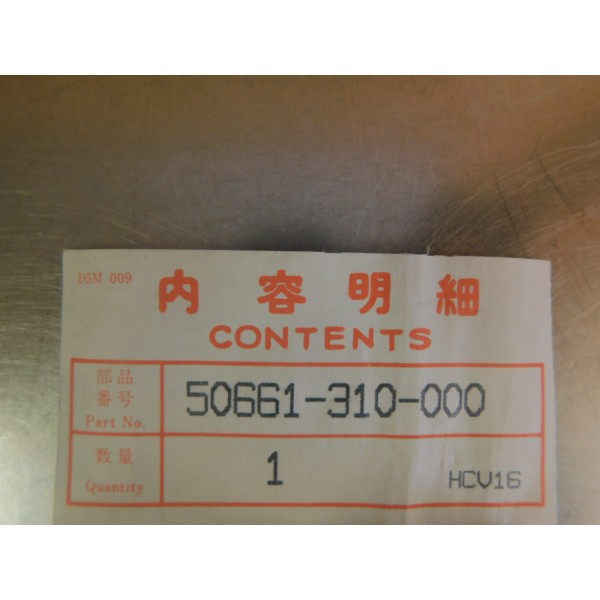 D5M 009
内容明細
CONTENTS
部品
番号
Part No.
50661-310-000
数量
Quantity
1
HCV16